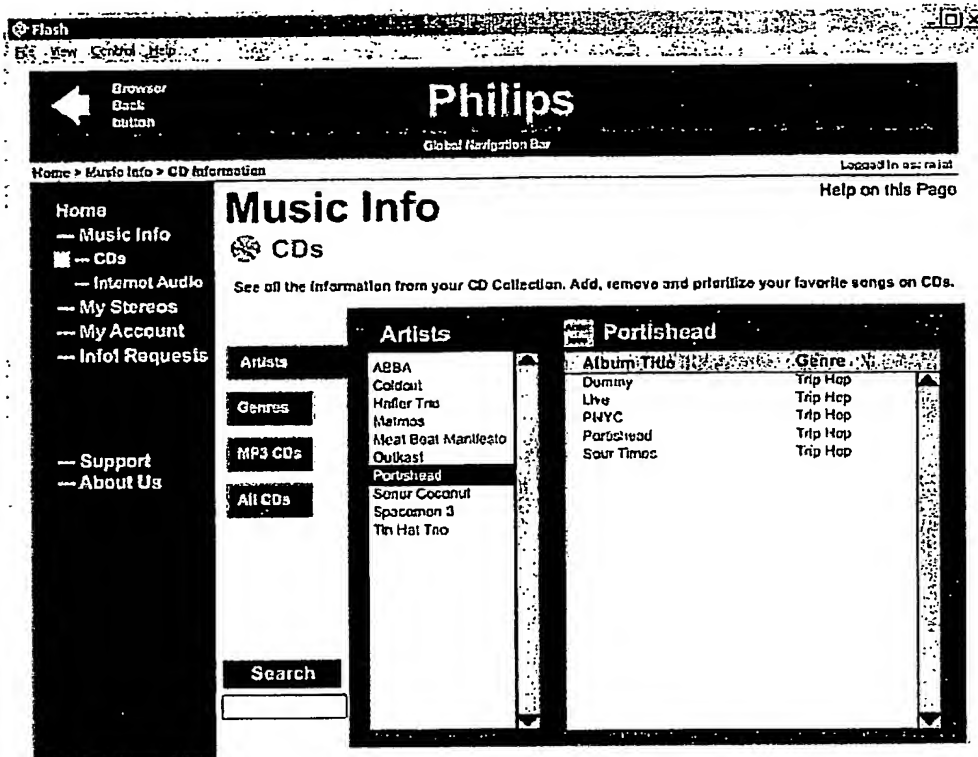 Flash
File View Control Help
Browser
Back
button
Philips
Global Navigation Bar
Home > Music Info > CD Information
Logged in as: rajat
Help on this Page
Home
Music Info
CDs
Internet Audio
My Stereos
My Account
Info! Requests
Support
About Us
Music Info
CDs
See all the information from your CD Collection. Add, remove and prioritize your favorite songs on CDs.
Artists
Genres
MP3 CDs
All CDs
Search
Artists
ABBA
Coldcut
Hafler Trio
Matmos
Meat Beat Manifesto
Outkast
Portishead
Senor Coconut
Spacemen 3
Tin Hat Trio
Portishead
Album Title Genre
Dummy Trip Hop
Live Trip Hop
PNYC Trip Hop
Portishead Trip Hop
Sour Times Trip Hop